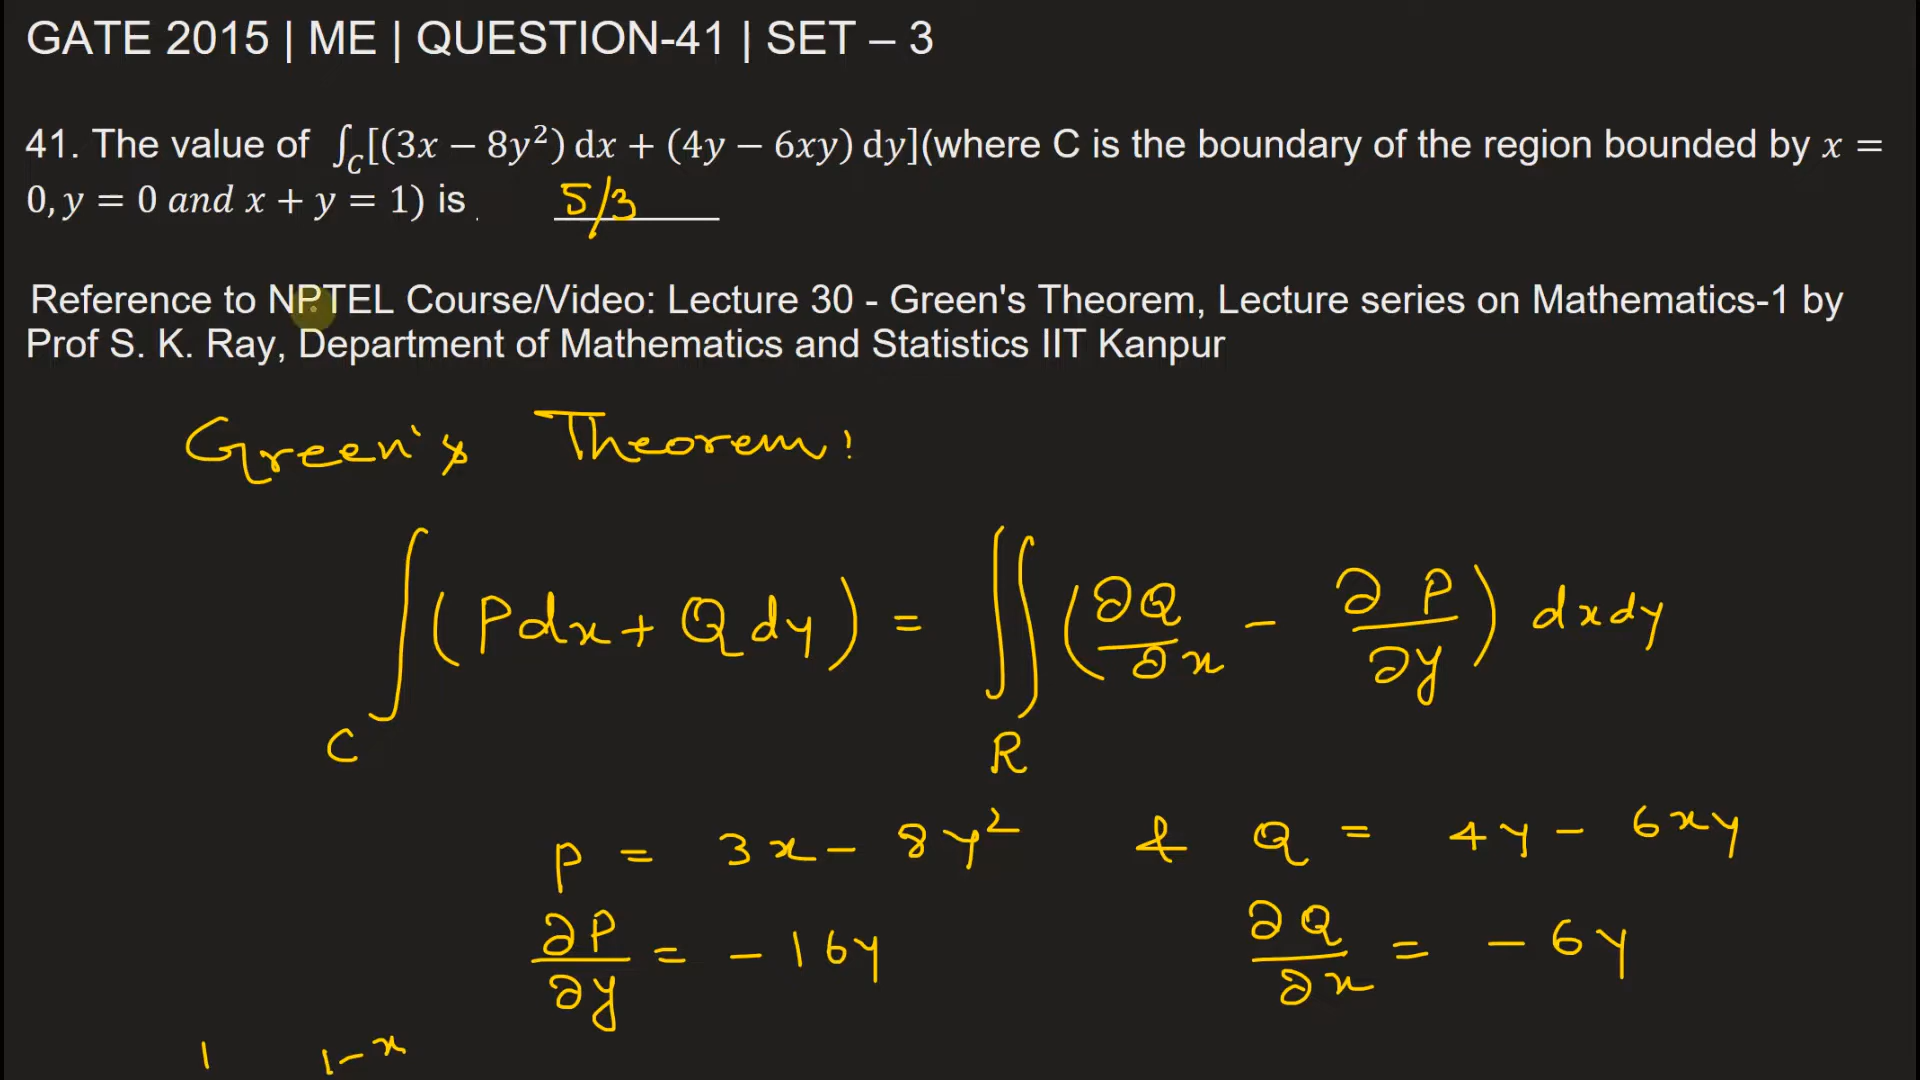 GATE 2015 | ME | QUESTION-41 | SET – 3
41. The value of ∫_C[(3x − 8y²) dx + (4y − 6xy) dy](where C is the boundary of the region bounded by x =
0, y = 0 and x + y = 1) is 5/3
Reference to NPTEL Course/Video: Lecture 30 - Green's Theorem, Lecture series on Mathematics-1 by
Prof S. K. Ray, Department of Mathematics and Statistics IIT Kanpur
Green's Theorem:
∫_C (Pdx + Qdy) = ∬_R (∂Q/∂x − ∂P/∂y) dxdy
P = 3x − 8y² & Q = 4y − 6xy
∂P/∂y = −16y ∂Q/∂x = −6y
1 1−x